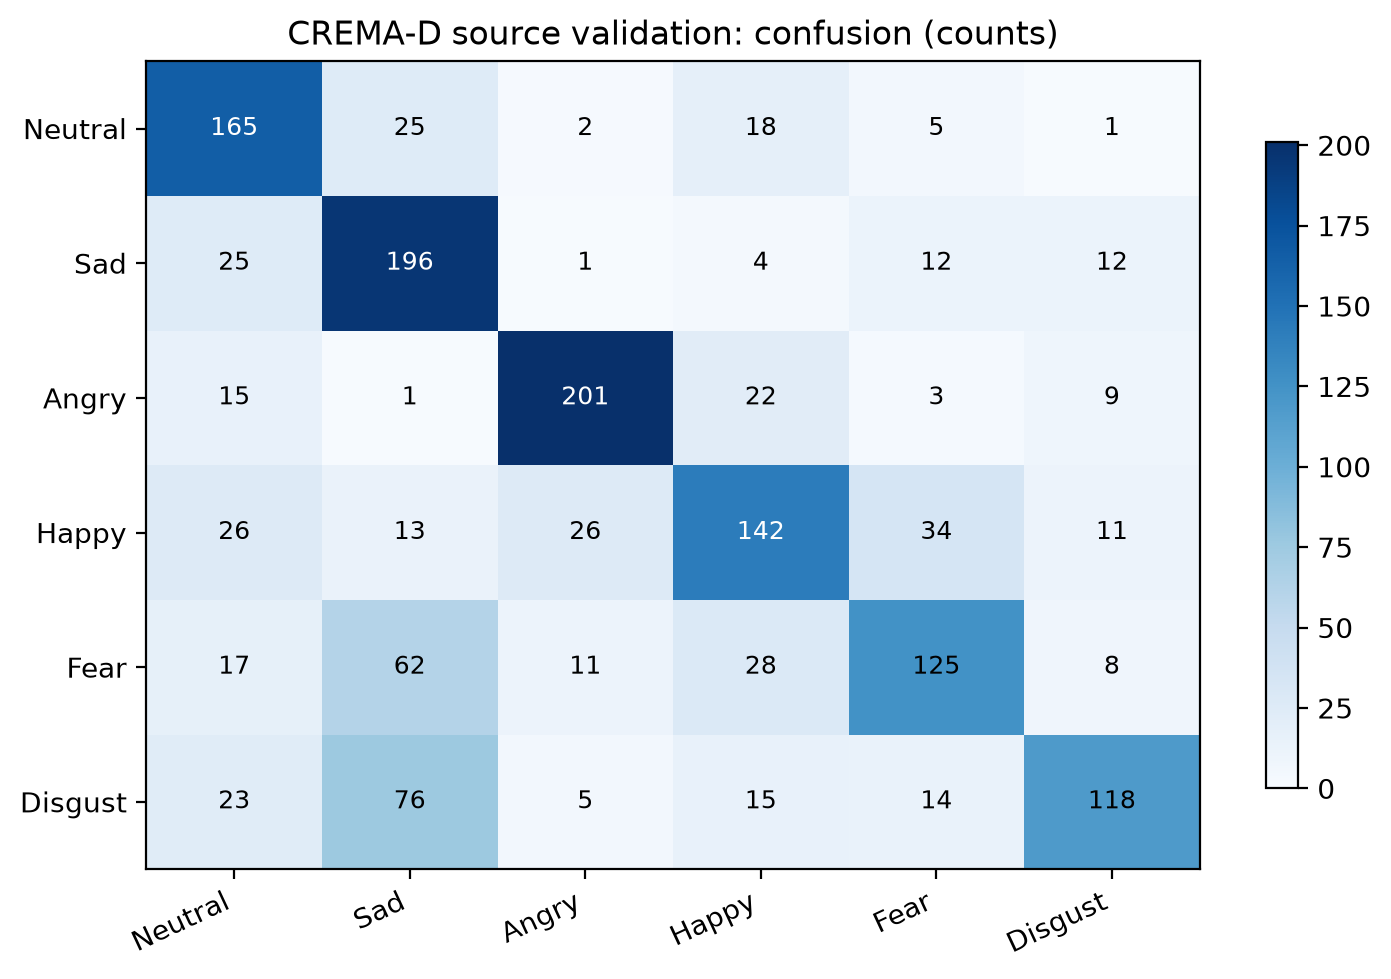 CREMA-D source validation: confusion (counts)
Neutral 165 25 2 18 5 1
Sad 25 196 1 4 12 12
Angry 15 1 201 22 3 9
Happy 26 13 26 142 34 11
Fear 17 62 11 28 125 8
Disgust 23 76 5 15 14 118
Neutral Sad Angry Happy Fear Disgust
200
175
150
125
100
75
50
25
0